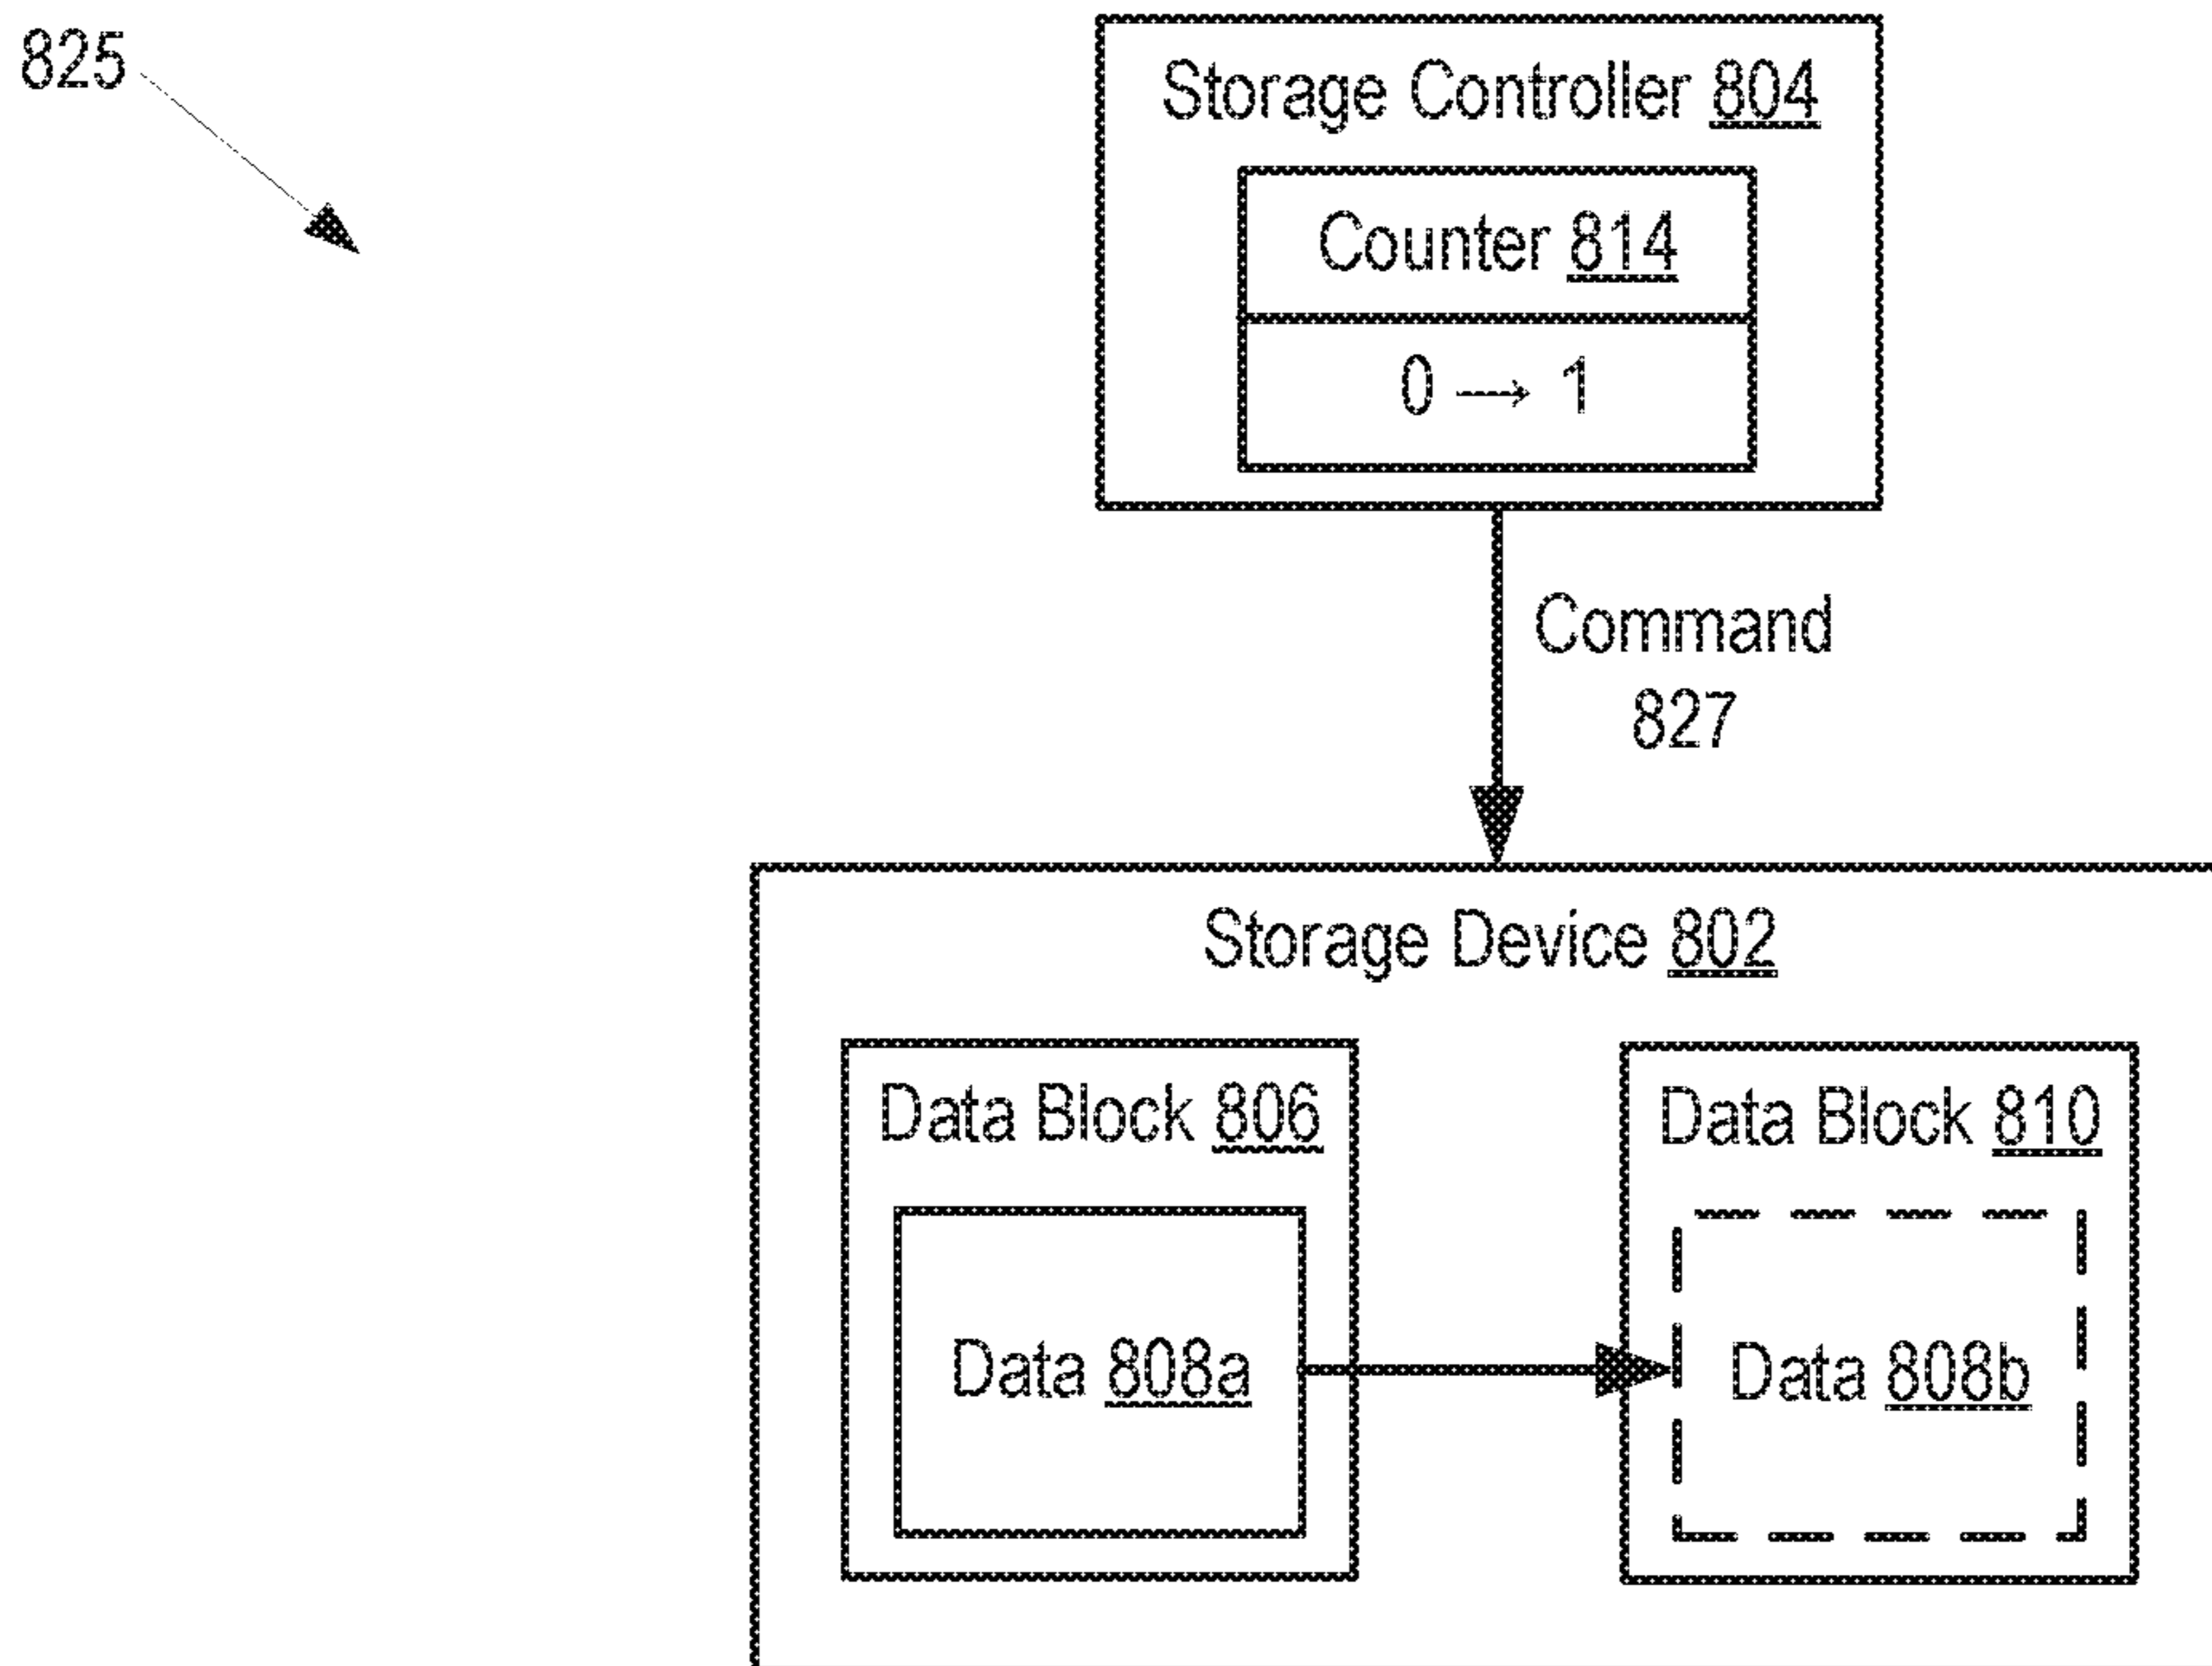 825
Storage Controller 804
Counter 814
0 → 1
Command
827
Storage Device 802
Data Block 806
Data Block 810
Data 808a
Data 808b